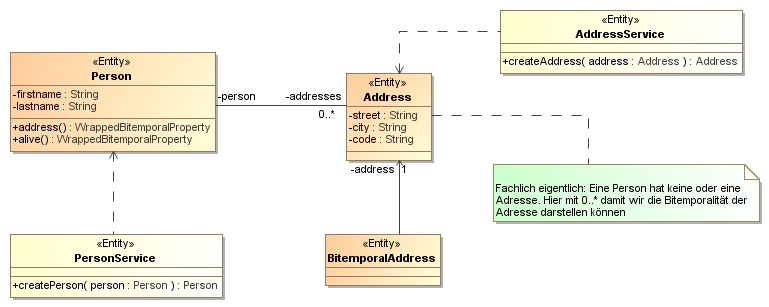 «Entity»
AddressService
+createAddress( address : Address ) : Address
«Entity»
Person
-firstname : String
-lastname : String
+address() : WrappedBitemporalProperty
+alive() : WrappedBitemporalProperty
-person
-addresses
0..*
«Entity»
Address
-street : String
-city : String
-code : String
-address 1
Fachlich eigentlich: Eine Person hat keine oder eine
Adresse. Hier mit 0..* damit wir die Bitemporalität der
Adresse darstellen können
«Entity»
PersonService
+createPerson( person : Person ) : Person
«Entity»
BitemporalAddress